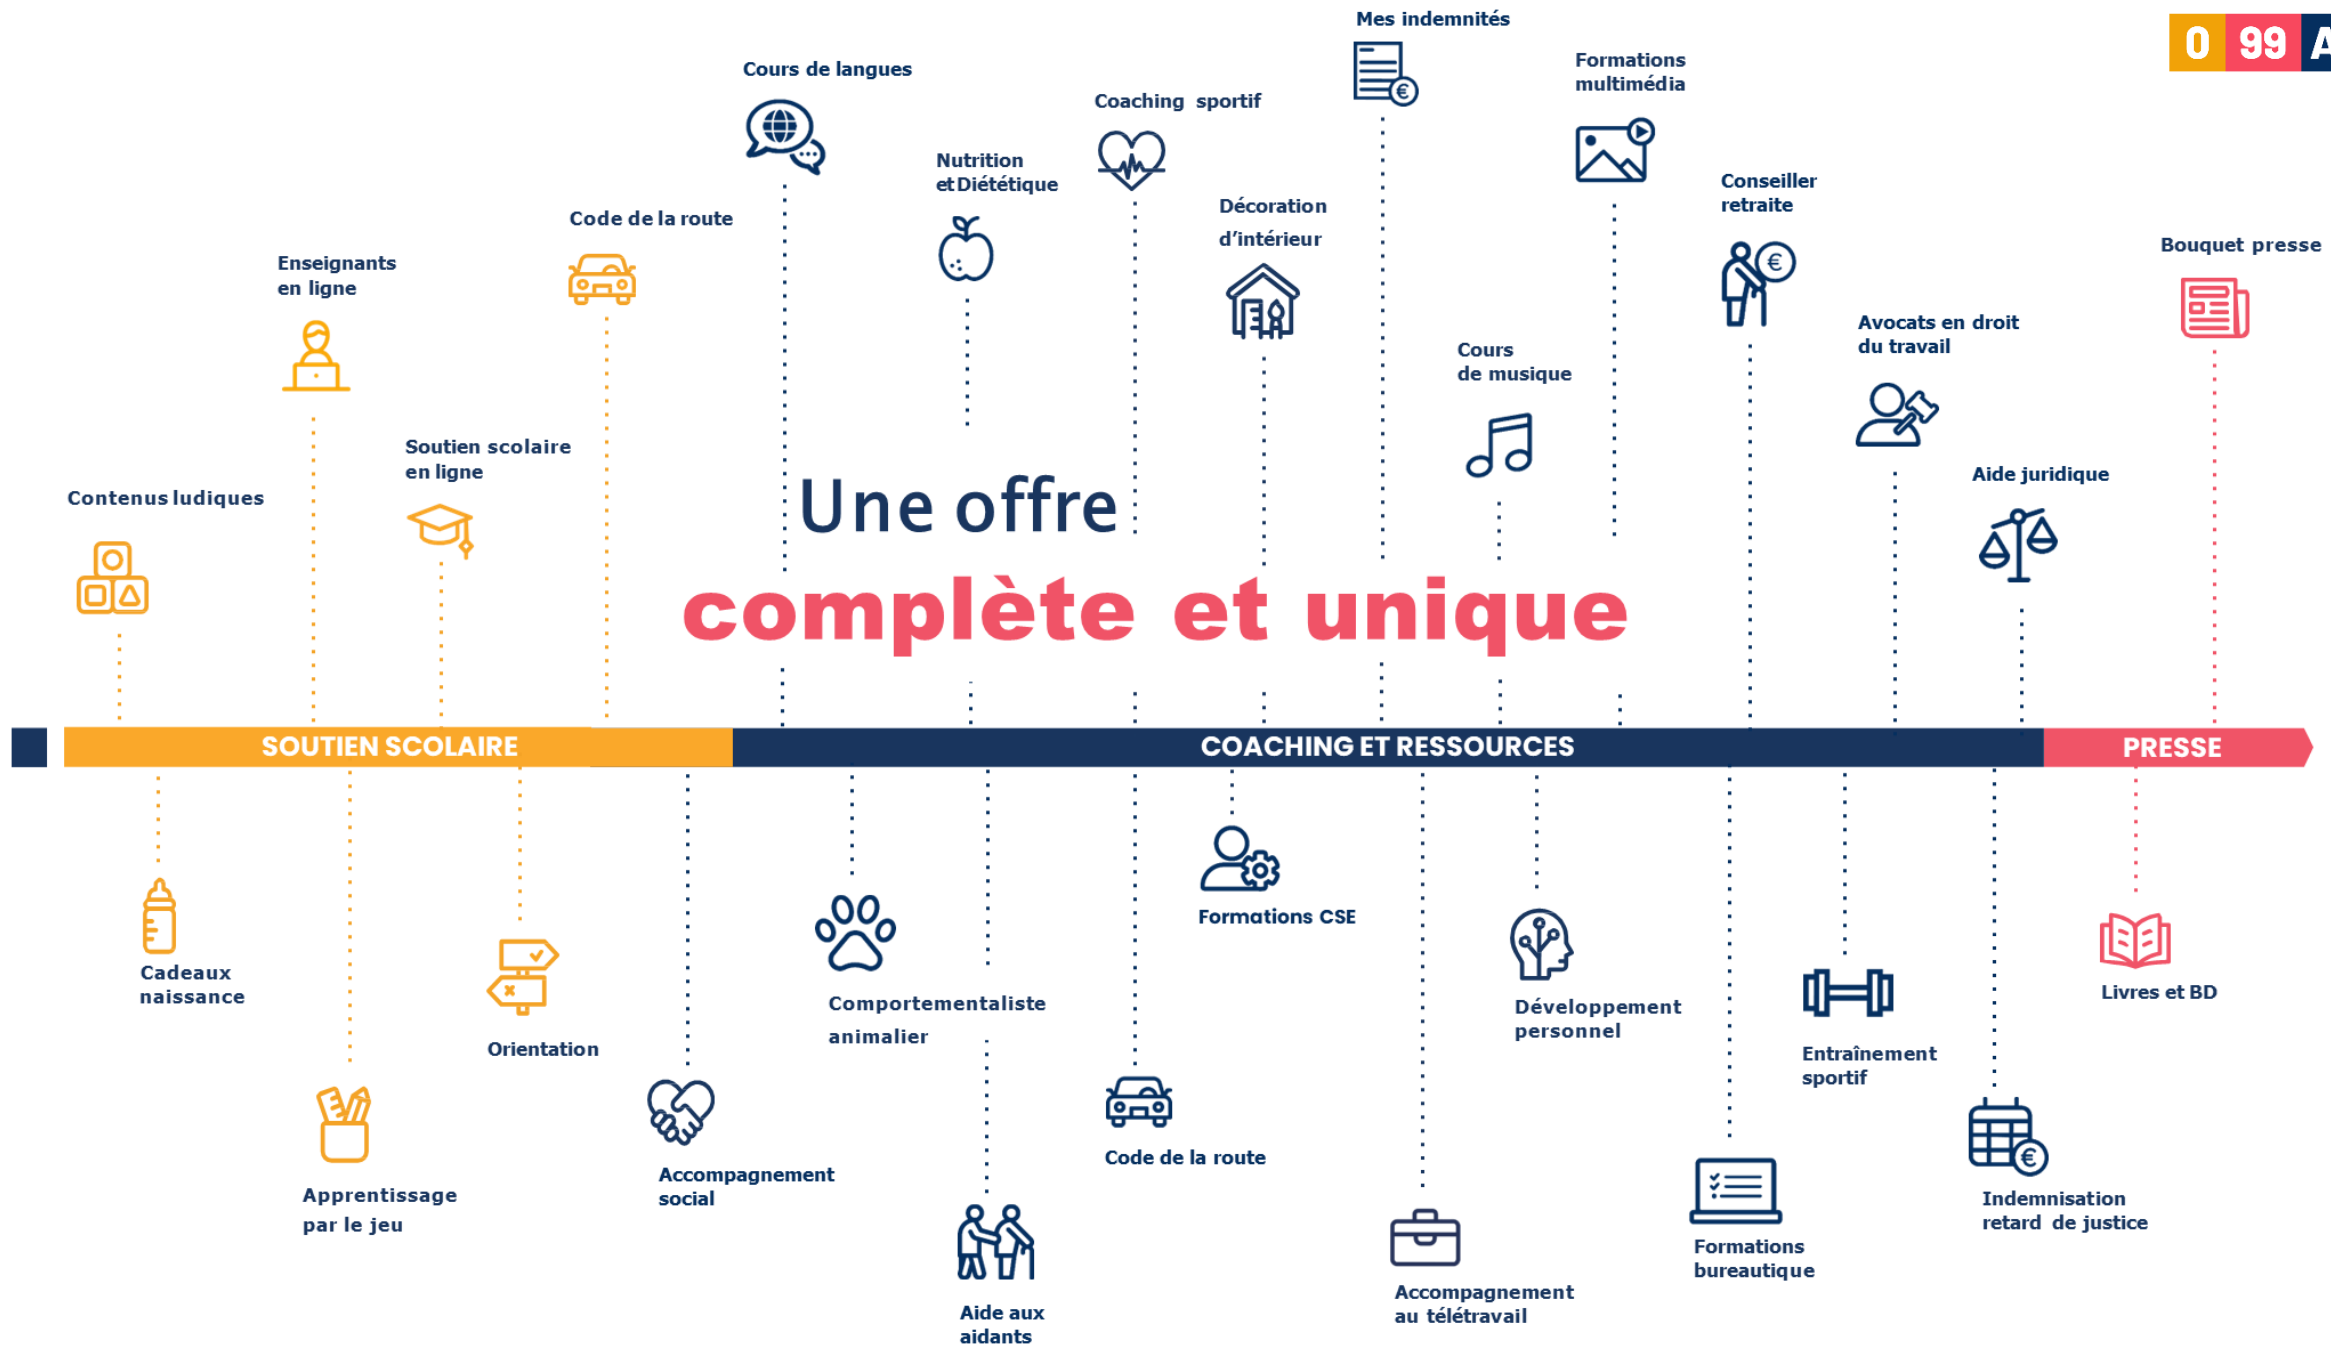 Mes indemnités
0 99 A
Cours de langues
Formations
multimédia
Coaching sportif
Nutrition
et Diététique
Conseiller
retraite
Décoration
d'intérieur
Code de la route
Bouquet presse
Enseignants
en ligne
Avocats en droit
du travail
Cours
de musique
Soutien scolaire
en ligne
Aide juridique
Contenus ludiques
Une offre
complète et unique
SOUTIEN SCOLAIRE
COACHING ET RESSOURCES
PRESSE
Formations CSE
Cadeaux
naissance
Livres et BD
Comportementaliste
animalier
Développement
personnel
Orientation
Entraînement
sportif
Code de la route
Accompagnement
social
Apprentissage
par le jeu
Indemnisation
retard de justice
Formations
bureautique
Accompagnement
au télétravail
Aide aux
aidants